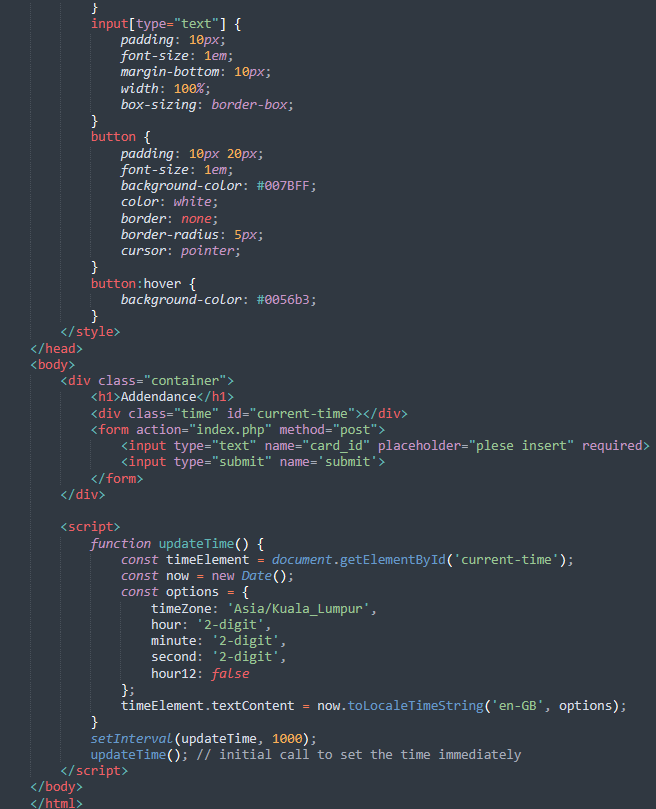 }
        input[type="text"] {
            padding: 10px;
            font-size: 1em;
            margin-bottom: 10px;
            width: 100%;
            box-sizing: border-box;
        }
        button {
            padding: 10px 20px;
            font-size: 1em;
            background-color: #007BFF;
            color: white;
            border: none;
            border-radius: 5px;
            cursor: pointer;
        }
        button:hover {
            background-color: #0056b3;
        }
    </style>
</head>
<body>
    <div class="container">
        <h1>Addendance</h1>
        <div class="time" id="current-time"></div>
        <form action="index.php" method="post">
            <input type="text" name="card_id" placeholder="plese insert" required>
            <input type="submit" name='submit'>
        </form>
    </div>

    <script>
        function updateTime() {
            const timeElement = document.getElementById('current-time');
            const now = new Date();
            const options = {
                timeZone: 'Asia/Kuala_Lumpur',
                hour: '2-digit',
                minute: '2-digit',
                second: '2-digit',
                hour12: false
            };
            timeElement.textContent = now.toLocaleTimeString('en-GB', options);
        }
        setInterval(updateTime, 1000);
        updateTime(); // initial call to set the time immediately
    </script>
</body>
</html>